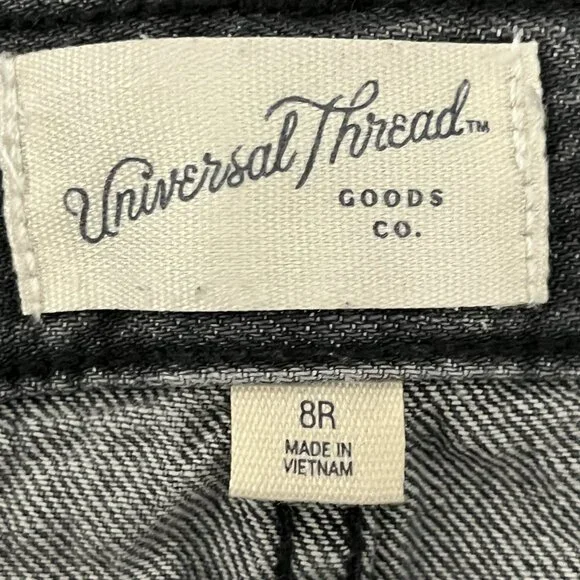 Universal Thread™
GOODS
CO.
8R
MADE IN
VIETNAM